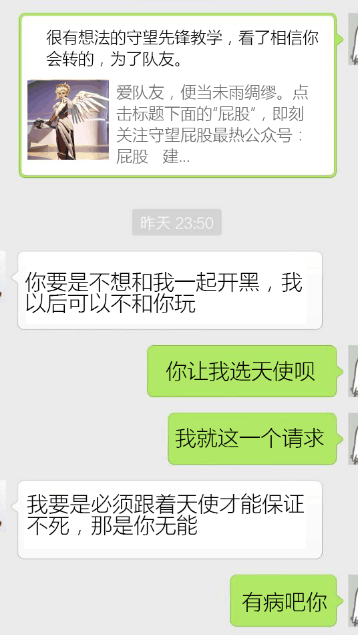 很有想法的守望先锋教学，看了相信你
会转的，为了队友。
爱队友，便当未雨绸缪。点
击标题下面的“屁股”，即刻
关注守望屁股最热公众号：
屁股 建...
昨天 23:50
你要是不想和我一起开黑，我
以后可以不和你玩
你让我选天使呗
我就这一个请求
我要是必须跟着天使才能保证
不死，那是你无能
有病吧你